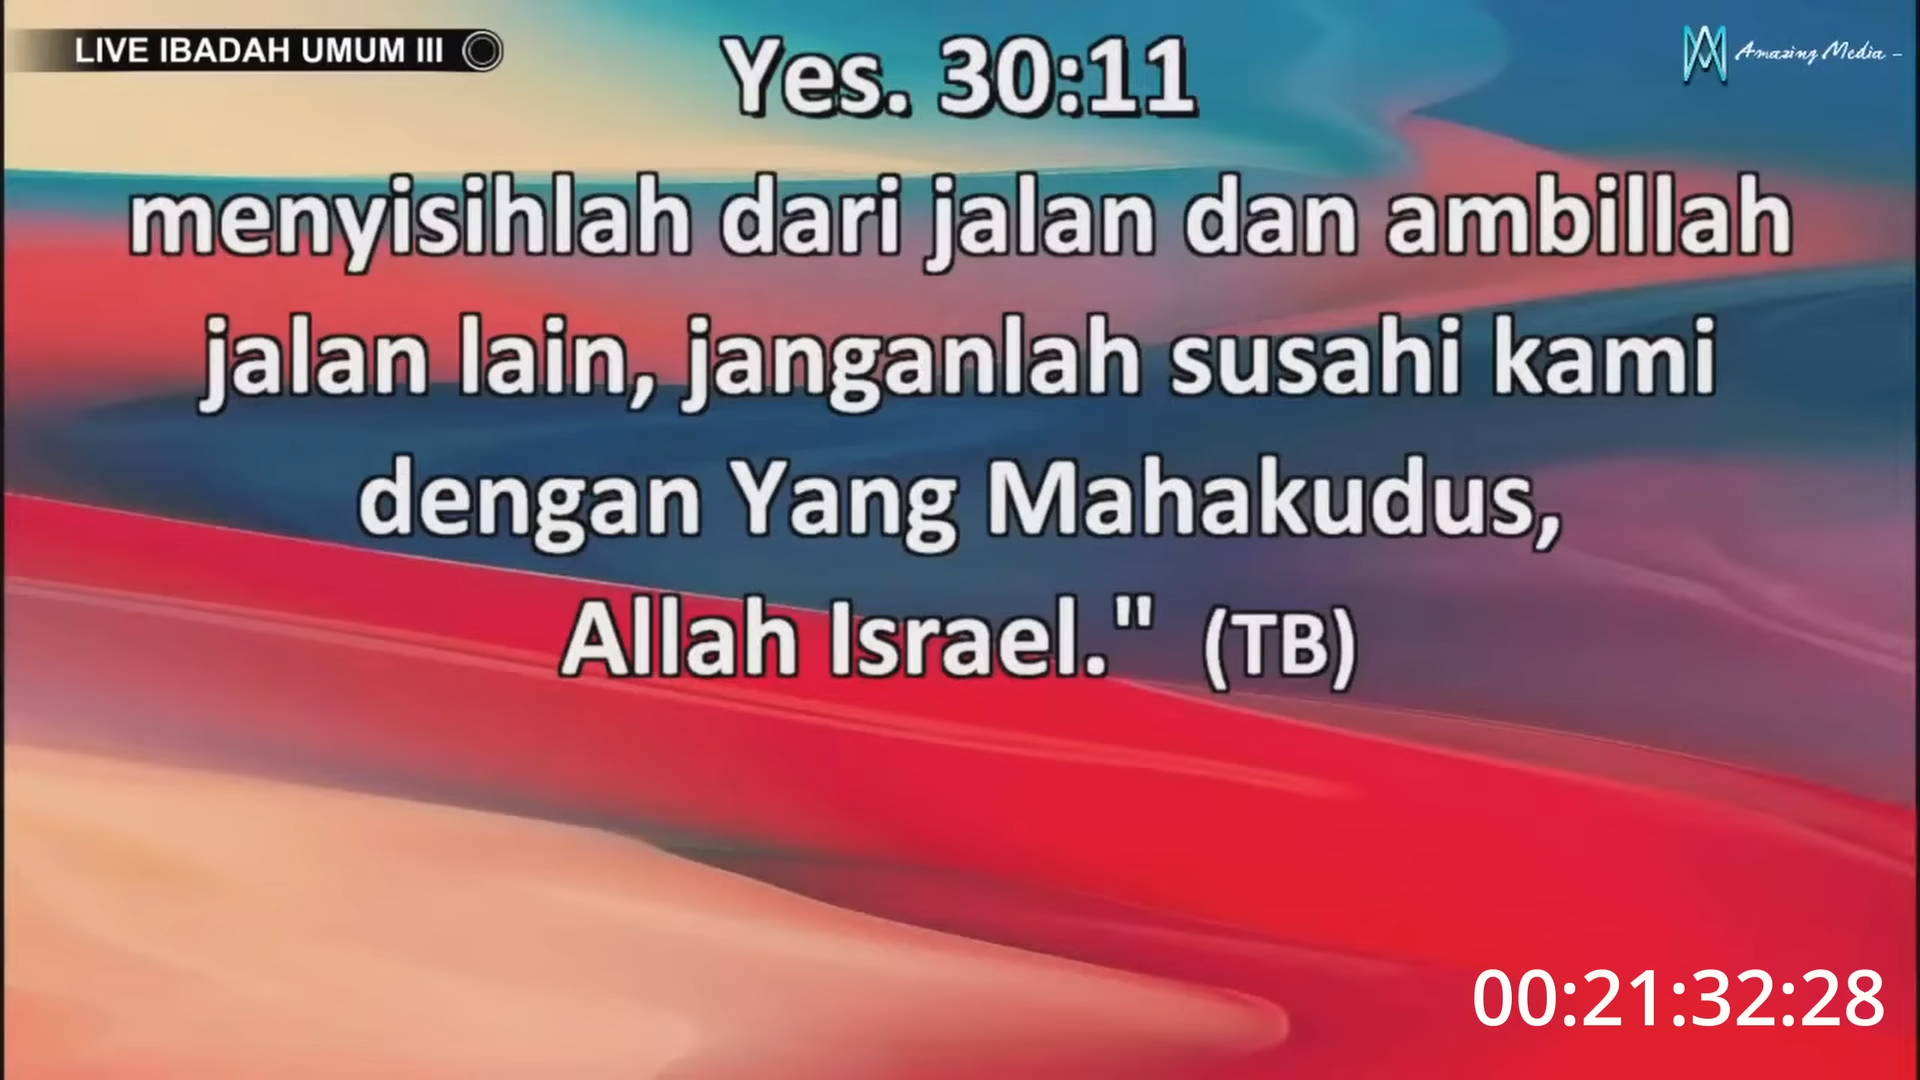 LIVE IBADAH UMUM III
Amazing Media -
Yes. 30:11
menyisihlah dari jalan dan ambillah
jalan lain, janganlah susahi kami
dengan Yang Mahakudus,
Allah Israel." (TB)
00:21:32:28